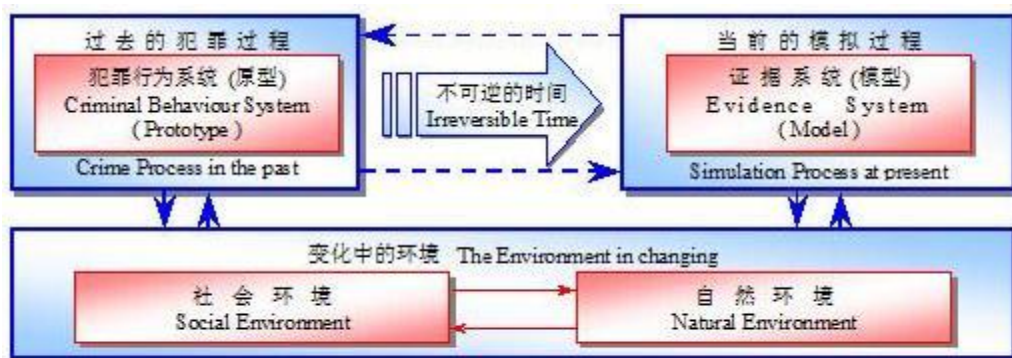 过去的犯罪过程
犯罪行为系统 (原型)
Criminal Behaviour System
( Prototype )
Crime Process in the past
不可逆的时间
Irreversible Time
当前的模拟过程
证据系统 (模型)
Evidence System
( Model )
Simulation Process at present
变化中的环境 The Environment in changing
社会环境
Social Environment
自然环境
Natural Environment